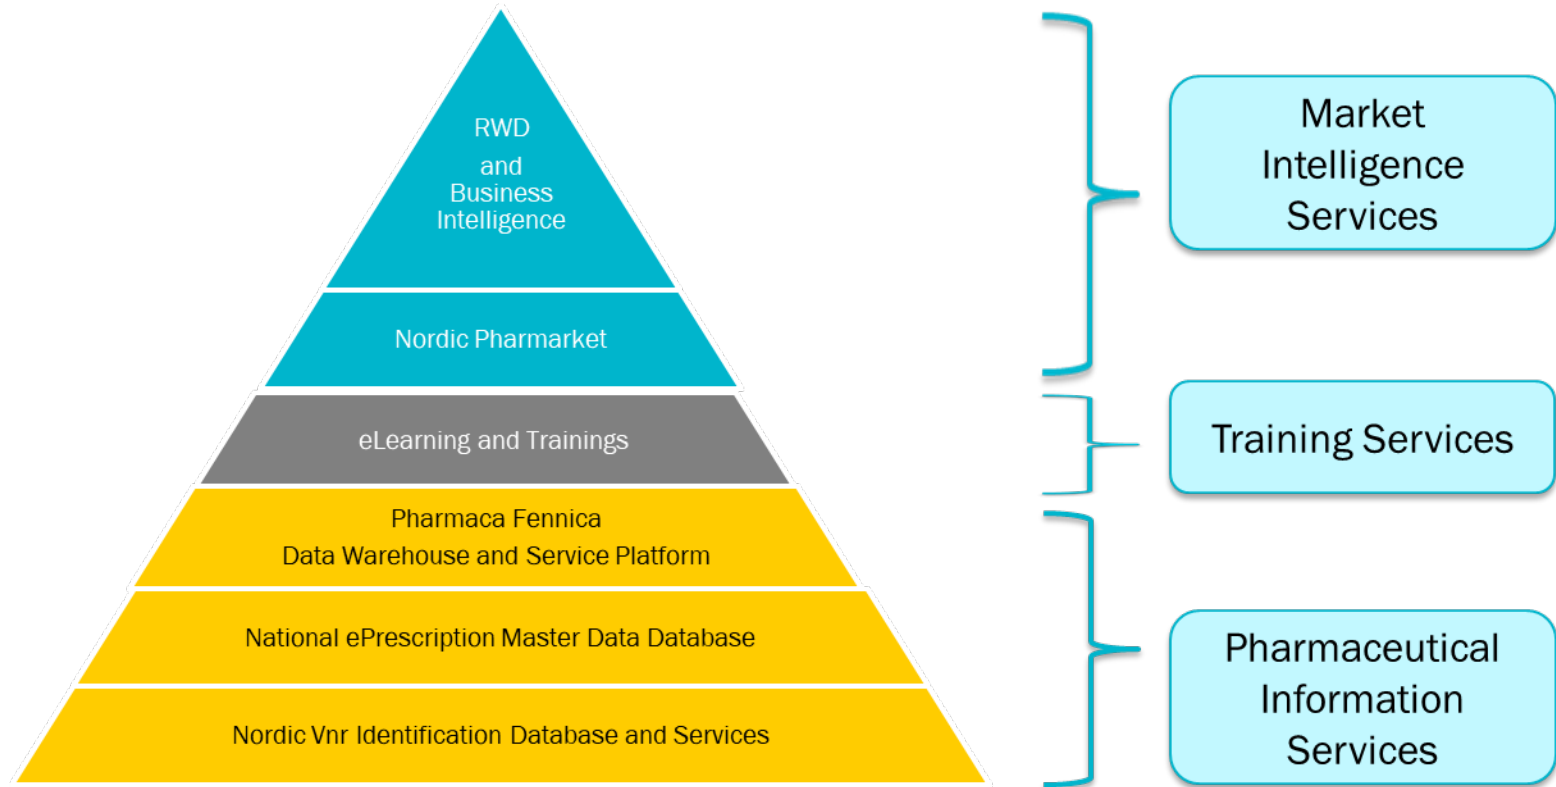 RWD
and
Business
Intelligence
Nordic Pharmarket
eLearning and Trainings
Pharmaca Fennica
Data Warehouse and Service Platform
National ePrescription Master Data Database
Nordic Vnr Identification Database and Services
Market
Intelligence
Services
Training Services
Pharmaceutical
Information
Services